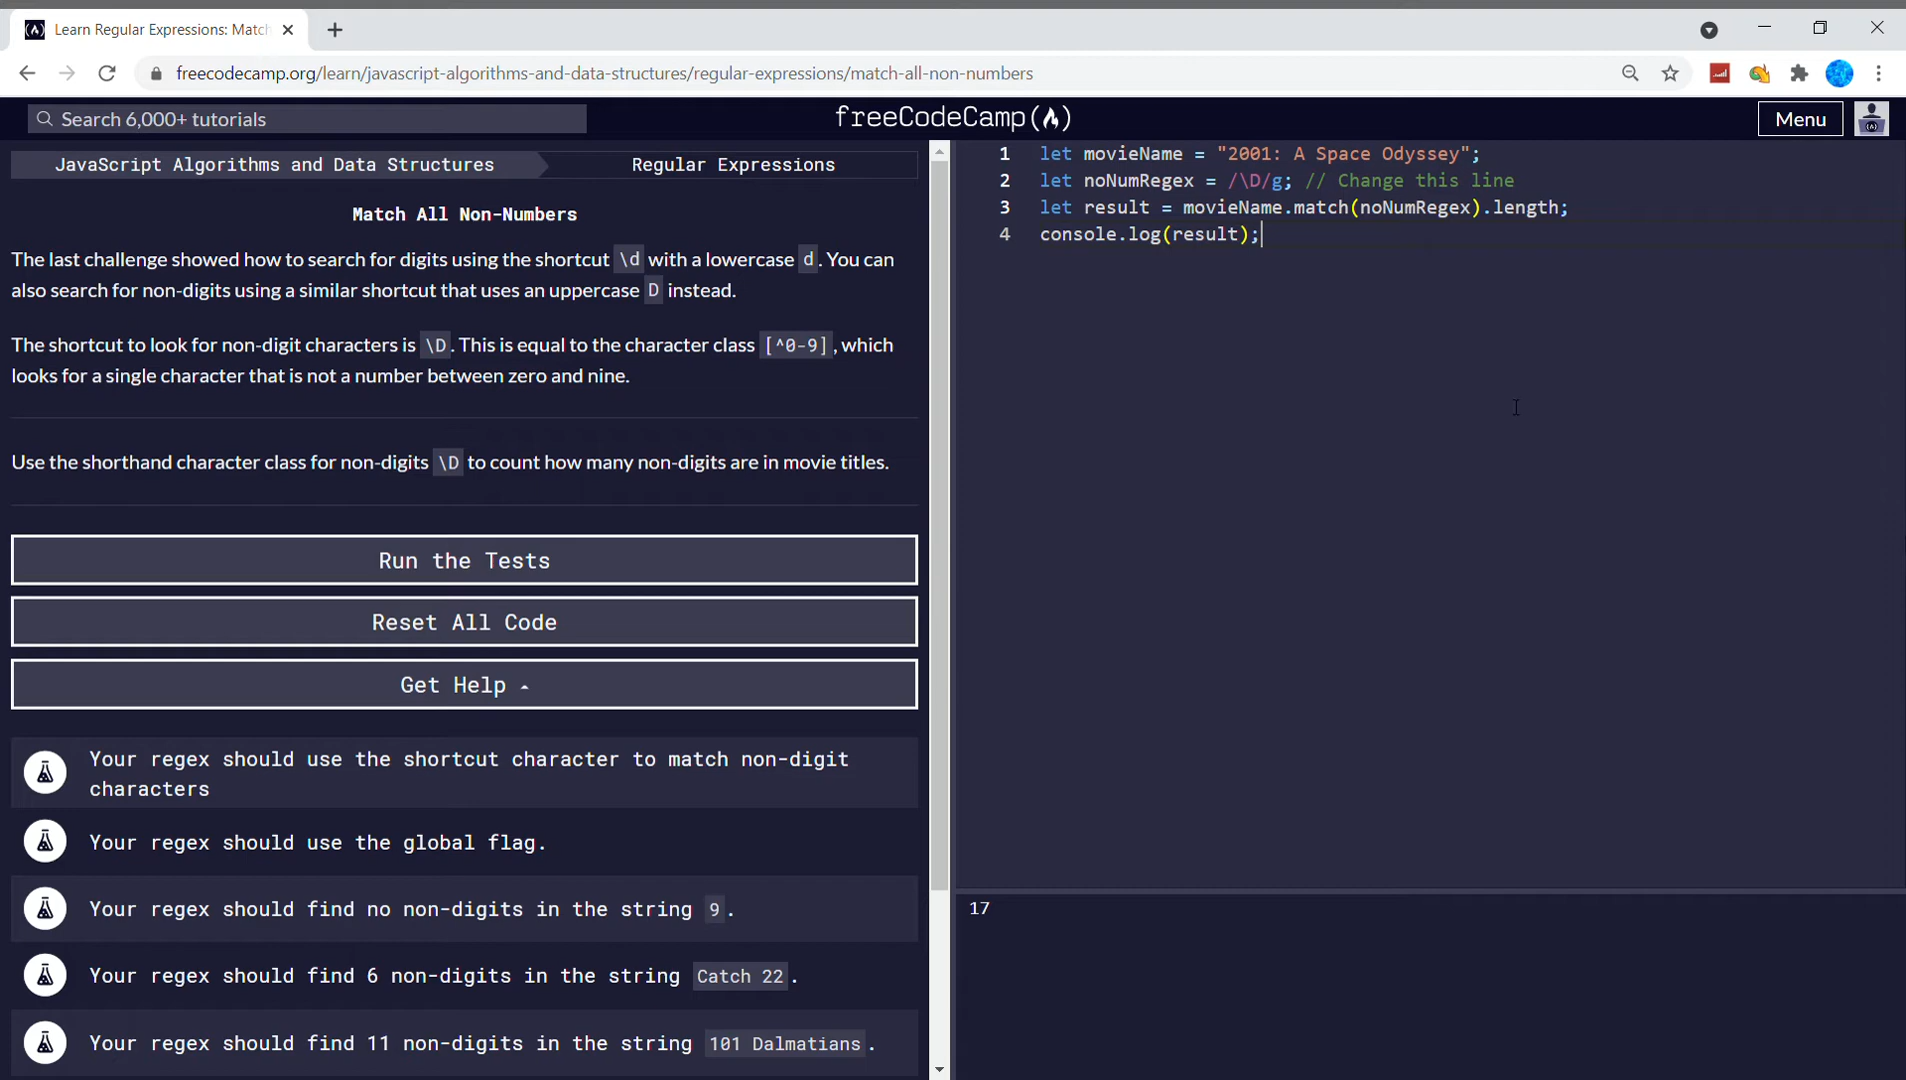 Learn Regular Expressions: Matc
freecodecamp.org/learn/javascript-algorithms-and-data-structures/regular-expressions/match-all-non-numbers
Search 6,000+ tutorials
freeCodeCamp
Menu
JavaScript Algorithms and Data Structures
Regular Expressions
Match All Non-Numbers
The last challenge showed how to search for digits using the shortcut \d with a lowercase d. You can
also search for non-digits using a similar shortcut that uses an uppercase D instead.
The shortcut to look for non-digit characters is \D. This is equal to the character class [^0-9], which
looks for a single character that is not a number between zero and nine.
Use the shorthand character class for non-digits \D to count how many non-digits are in movie titles.
Run the Tests
Reset All Code
Get Help
Your regex should use the shortcut character to match non-digit
characters
Your regex should use the global flag.
Your regex should find no non-digits in the string 9.
Your regex should find 6 non-digits in the string Catch 22.
Your regex should find 11 non-digits in the string 101 Dalmatians.
1 let movieName = "2001: A Space Odyssey";
2 let noNumRegex = /\D/g; // Change this line
3 let result = movieName.match(noNumRegex).length;
4 console.log(result);
17